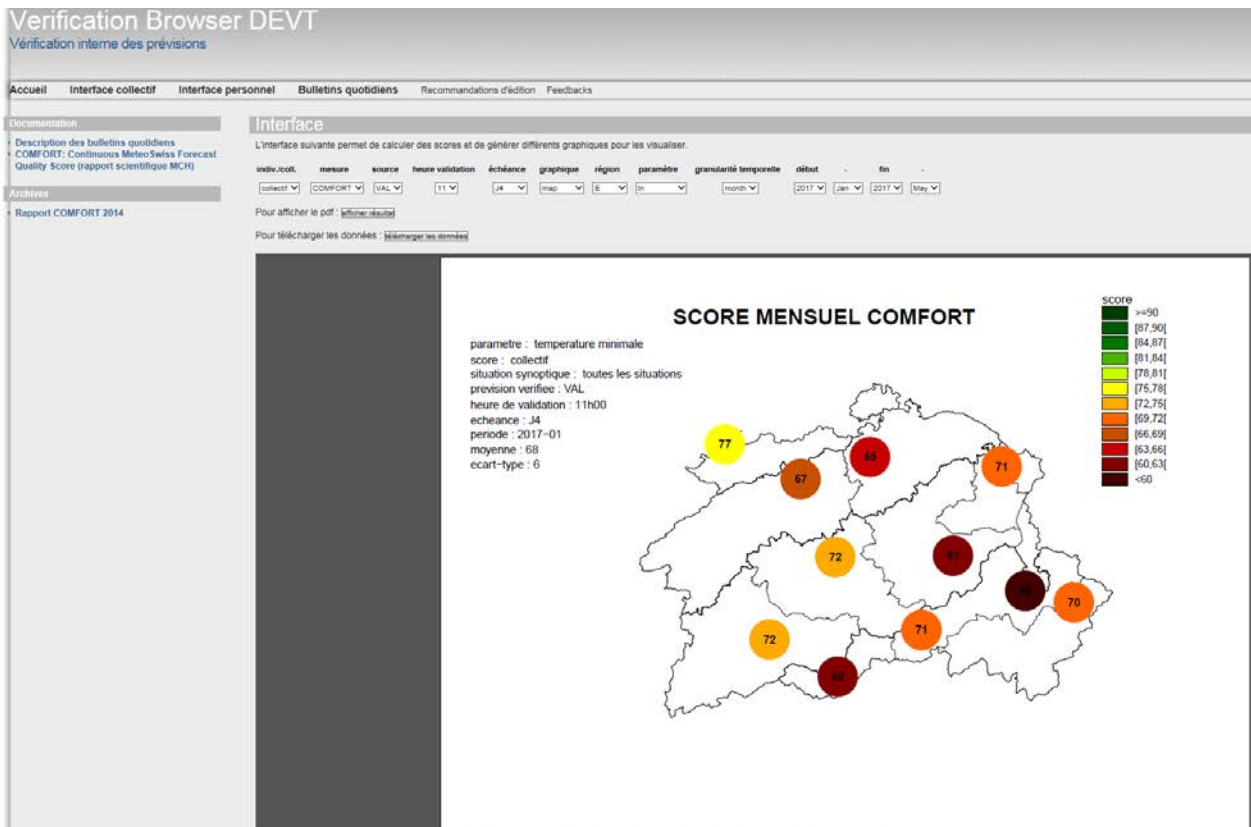 Verification Browser DEVT
Vérification interne des prévisions
Accueil Interface collectif Interface personnel Bulletins quotidiens Recommandations d'édition Feedbacks
Documentation
Description des bulletins quotidiens
COMFORT: Continuous MeteoSwiss Forecast
Quality Score (rapport scientifique MCH)
Archives
Rapport COMFORT 2014
Interface
L'interface suivante permet de calculer des scores et de générer différents graphiques pour les visualiser.
indiv./coll. mesure source heure validation échéance graphique région paramètre granularité temporelle début - fin -
collectif COMFORT VAL 11 J4 map E tn month 2017 Jan 2017 May
Pour afficher le pdf : afficher résultat
Pour télécharger les données : télécharger les données
SCORE MENSUEL COMFORT
parametre : temperature minimale
score : collectif
situation synoptique : toutes les situations
prevision verifiee : VAL
heure de validation : 11h00
echeance : J4
periode : 2017-01
moyenne : 68
ecart-type : 6
score
>=90
[87,90[
[84,87[
[81,84[
[78,81[
[75,78[
[72,75[
[69,72[
[66,69[
[63,66[
[60,63[
<60
77
67
65
71
72
61
70
72
71
62